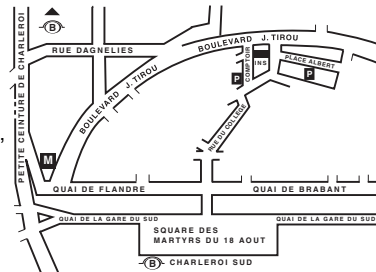 PETITE CEINTURE DE CHARLEROI
B
RUE DAGNELIES
BOULEVARD J. TIROU
BOULEVARD J. TIROU
COMPTOIR
INS
PLACE ALBERT
P
P
RUE DU COLLEGE
,
M
QUAI DE FLANDRE
QUAI DE BRABANT
QUAI DE LA GARE DU SUD
QUAI DE LA GARE DU SUD
SQUARE DES
MARTYRS DU 18 AOUT
B CHARLEROI SUD